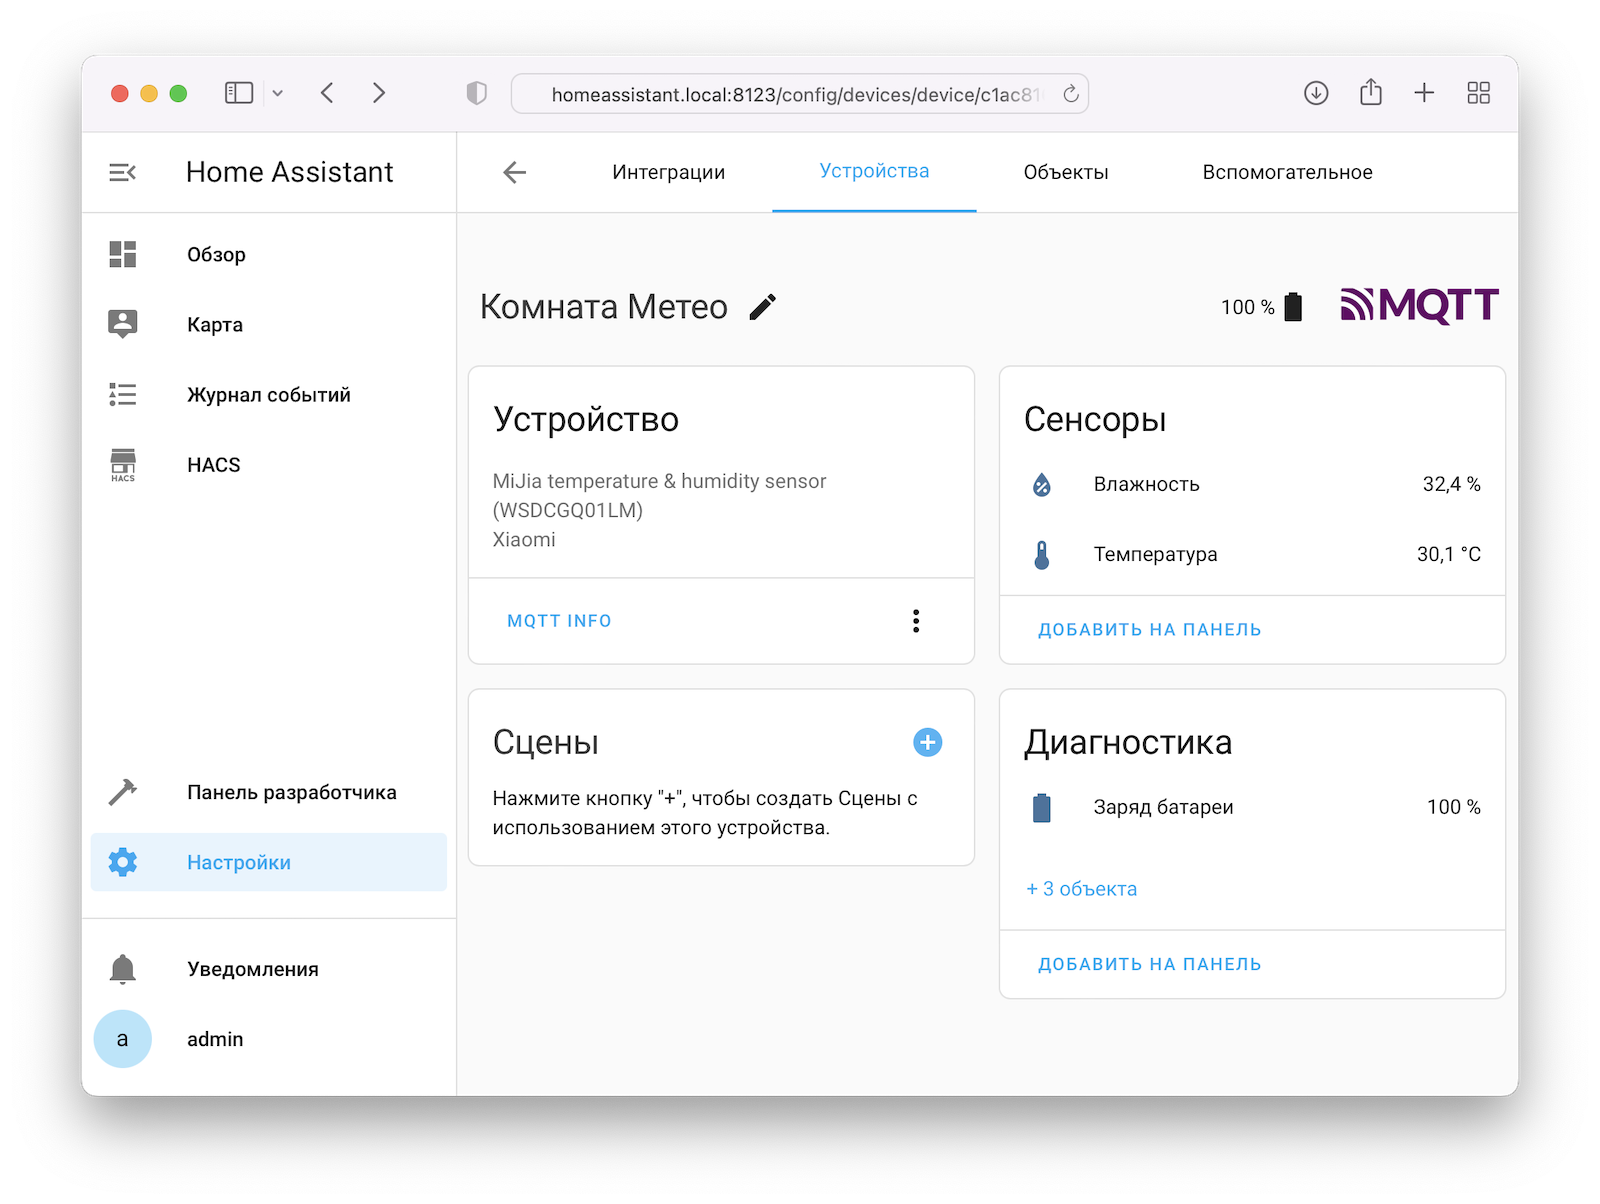 homeassistant.local:8123/config/devices/device/c1ac81
Home Assistant
Интеграции
Устройства
Объекты
Вспомогательное
Обзор
Карта
Журнал событий
HACS
HACS
Панель разработчика
Настройки
Уведомления
a
admin
Комната Метео
100 %
MQTT
Устройство
MiJia temperature & humidity sensor
(WSDCGQ01LM)
Xiaomi
MQTT INFO
Сенсоры
Влажность
32,4 %
Температура
30,1 °C
ДОБАВИТЬ НА ПАНЕЛЬ
Сцены
Нажмите кнопку "+", чтобы создать Сцены с
использованием этого устройства.
Диагностика
Заряд батареи
100 %
+ 3 объекта
ДОБАВИТЬ НА ПАНЕЛЬ